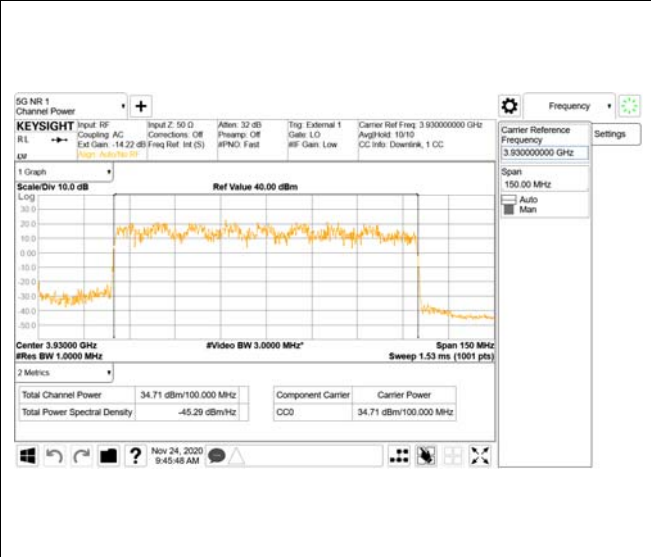 5G NR 1
Channel Power
Frequency
KEYSIGHT Input: RF Input Z: 50 Ω Atten: 32 dB Trig: External 1 Carrier Ref Freq: 3.930000000 GHz
RL Coupling: AC Corrections: Off Preamp: Off Gate: LO Avg|Hold: 10/10
Ext Gain: -14.22 dB Freq Ref: Int (S) #PNO: Fast #IF Gain: Low CC Info: Downlink, 1 CC
Align: Auto/No RF
Carrier Reference
Frequency
3.930000000 GHz
Settings
Span
150.00 MHz
Auto
Man
1 Graph
Scale/Div 10.0 dB Ref Value 40.00 dBm
Log
30.0
20.0
10.0
0.00
-10.0
-20.0
-30.0
-40.0
-50.0
Center 3.93000 GHz #Video BW 3.0000 MHz* Span 150 MHz
#Res BW 1.0000 MHz Sweep 1.53 ms (1001 pts)
2 Metrics
Total Channel Power 34.71 dBm/100.000 MHz Component Carrier Carrier Power
Total Power Spectral Density -45.29 dBm/Hz CC0 34.71 dBm/100.000 MHz
Nov 24, 2020
9:45:48 AM